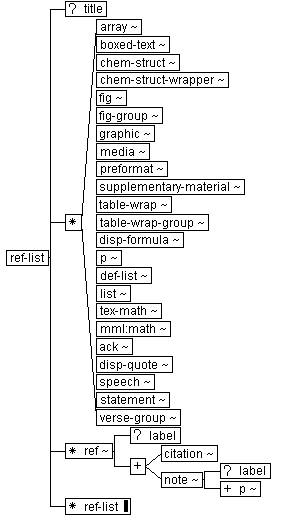 ? title
array ~
boxed-text ~
chem-struct ~
chem-struct-wrapper ~
fig ~
fig-group ~
graphic ~
media ~
preformat ~
supplementary-material ~
table-wrap ~
* table-wrap-group ~
disp-formula ~
ref-list p ~
def-list ~
list ~
tex-math ~
mml:math ~
ack ~
disp-quote ~
speech ~
statement ~
verse-group ~
? label
* ref ~ citation ~
+ ? label
note ~
+ p ~
* ref-list